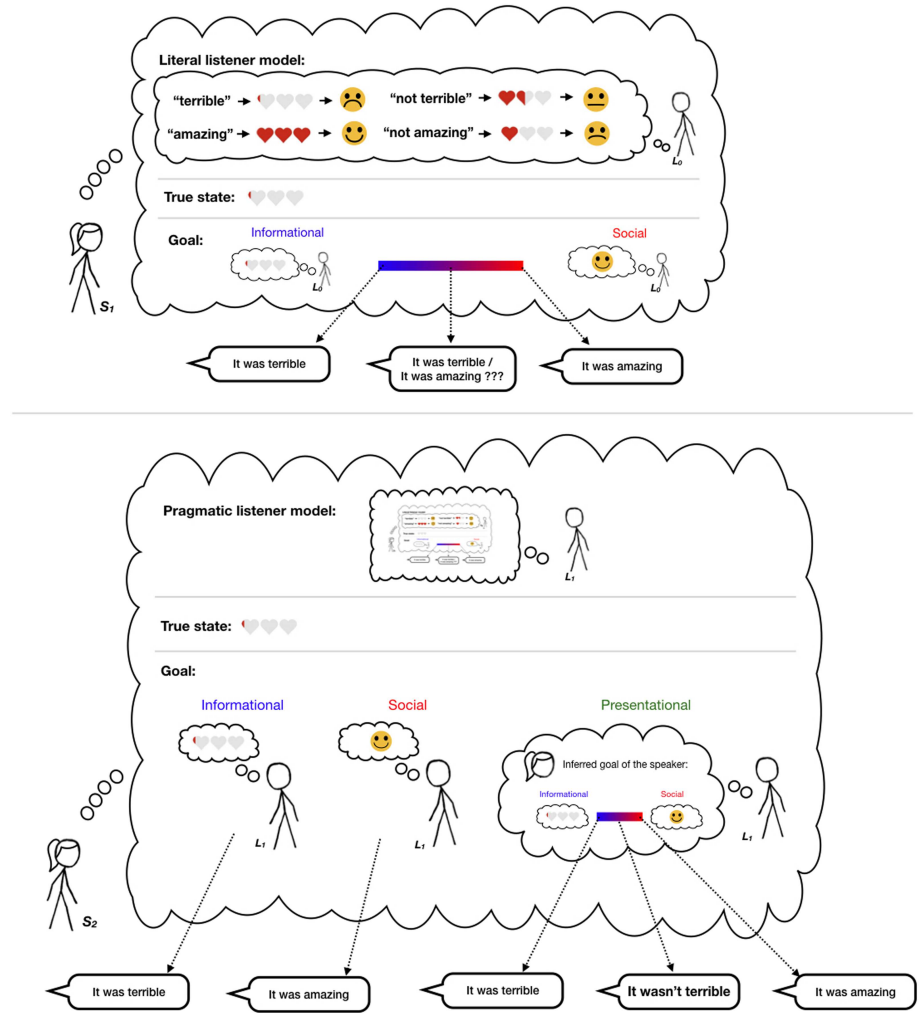 Literal listener model:
“terrible”
“not terrible”
“amazing”
“not amazing”
L₀
True state:
Goal:
Informational
Social
L₀
L₀
S₁
It was terrible
It was terrible /
It was amazing ???
It was amazing
Pragmatic listener model:
L₁
True state:
Goal:
Informational
Social
Presentational
Inferred goal of the speaker:
Informational
Social
L₁
L₁
L₁
S₂
It was terrible
It was amazing
It was terrible
It wasn’t terrible
It was amazing